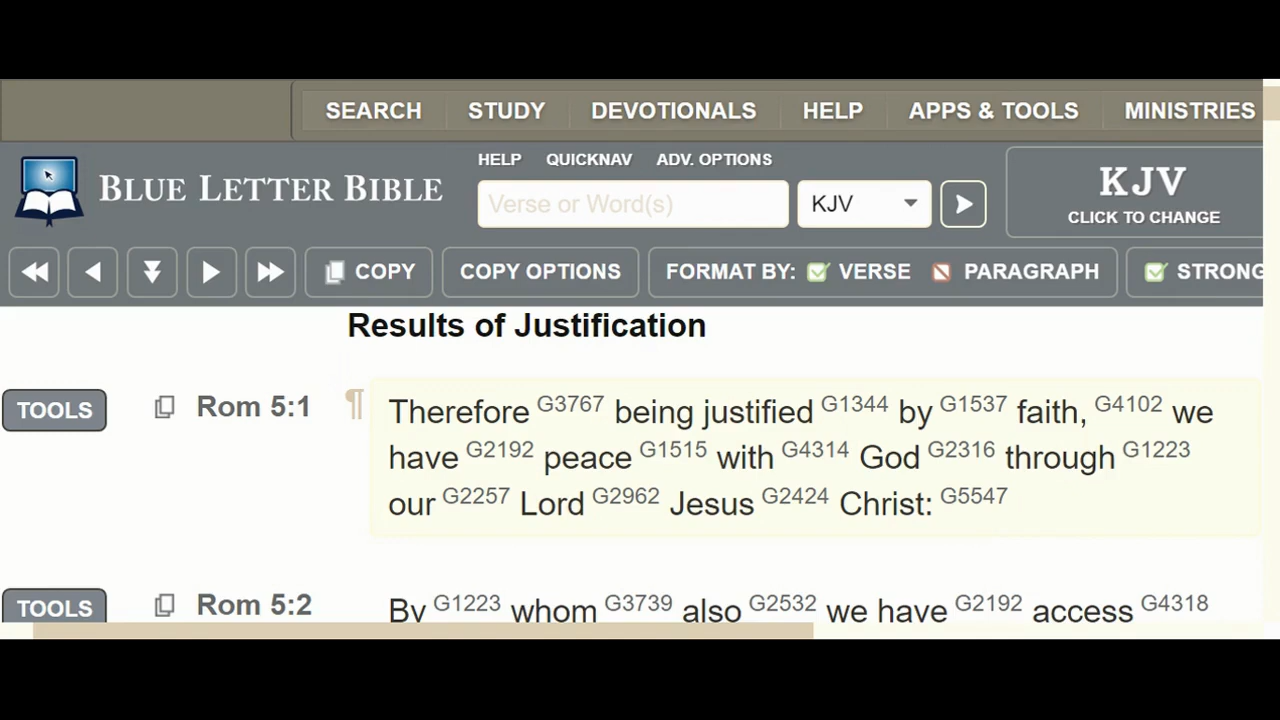 SEARCH STUDY DEVOTIONALS HELP APPS & TOOLS MINISTRIES
HELP QUICKNAV ADV. OPTIONS
BLUE LETTER BIBLE Verse or Word(s) KJV KJV
CLICK TO CHANGE
COPY COPY OPTIONS FORMAT BY: VERSE PARAGRAPH STRONG
Results of Justification
TOOLS Rom 5:1 ¶ Therefore G3767 being justified G1344 by G1537 faith, G4102 we
have G2192 peace G1515 with G4314 God G2316 through G1223
our G2257 Lord G2962 Jesus G2424 Christ: G5547
TOOLS Rom 5:2 By G1223 whom G3739 also G2532 we have G2192 access G4318